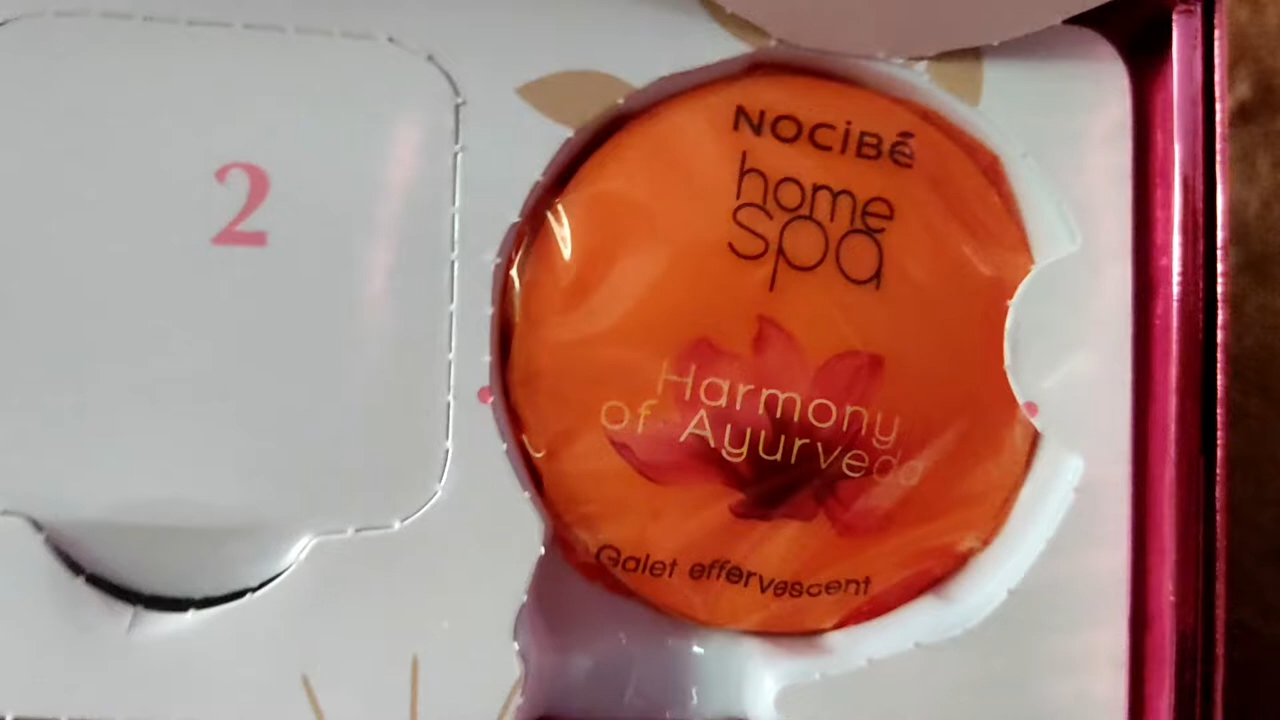 2
NOCiBé
home
spa
Harmony
of Ayurveda
Galet effervescent